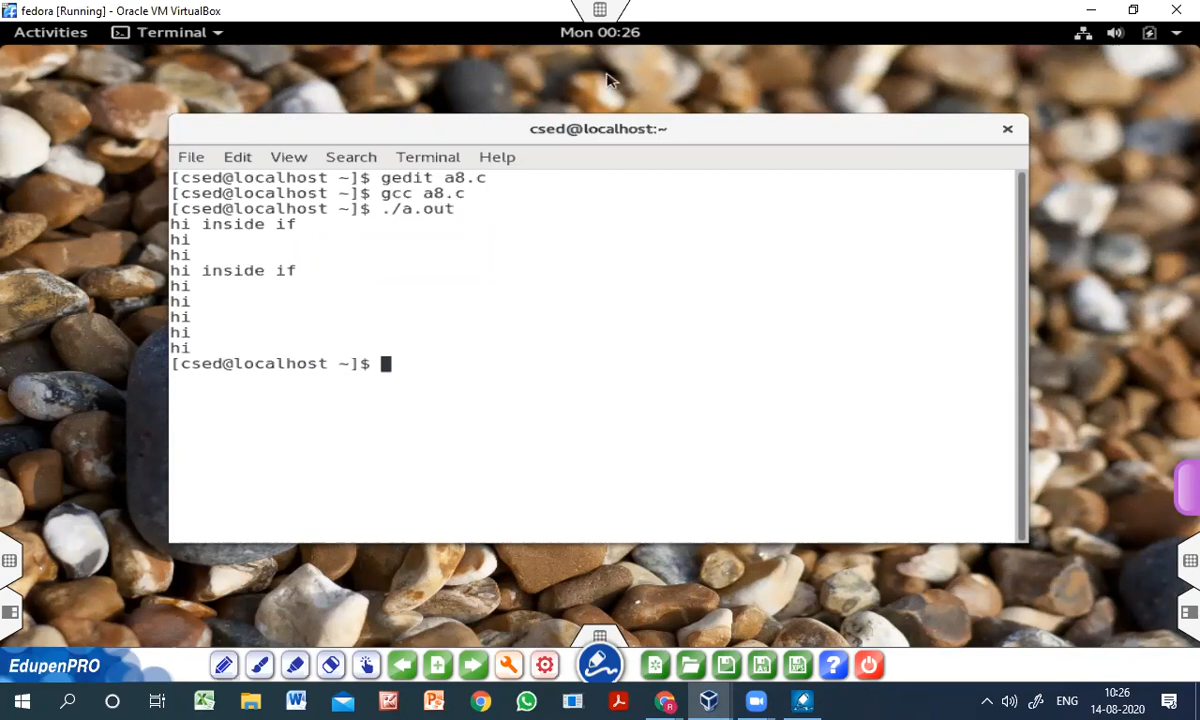 fedora [Running] - Oracle VM VirtualBox
Activities Terminal Mon 00:26
csed@localhost:~
File Edit View Search Terminal Help
[csed@localhost ~]$ gedit a8.c
[csed@localhost ~]$ gcc a8.c
[csed@localhost ~]$ ./a.out
hi inside if
hi
hi
hi inside if
hi
hi
hi
hi
hi
[csed@localhost ~]$
EdupenPRO
ENG
10:26
14-08-2020